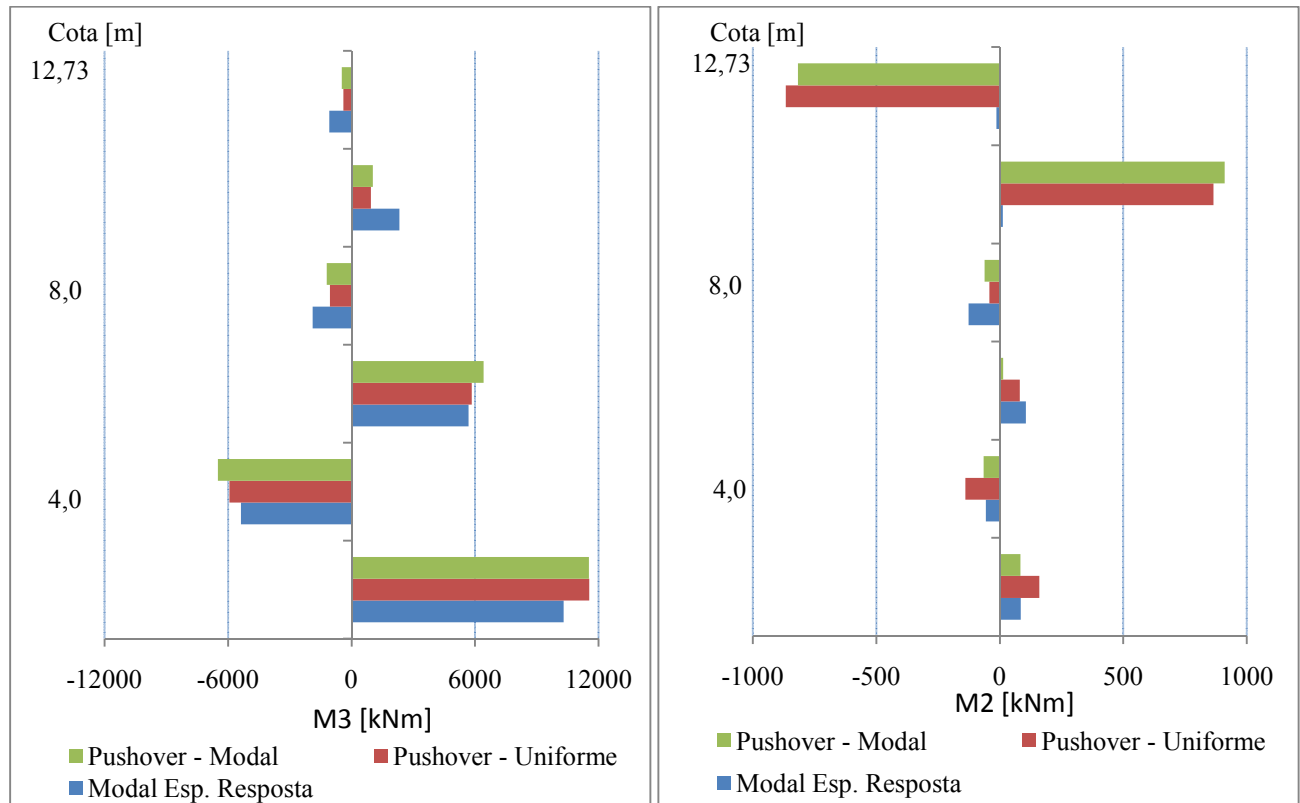 Cota [m]
12,73
8,0
4,0
-12000 -6000 0 6000 12000
M3 [kNm]
Pushover - Modal Pushover - Uniforme
Modal Esp. Resposta
Cota [m]
12,73
8,0
4,0
-1000 -500 0 500 1000
M2 [kNm]
Pushover - Modal Pushover - Uniforme
Modal Esp. Resposta